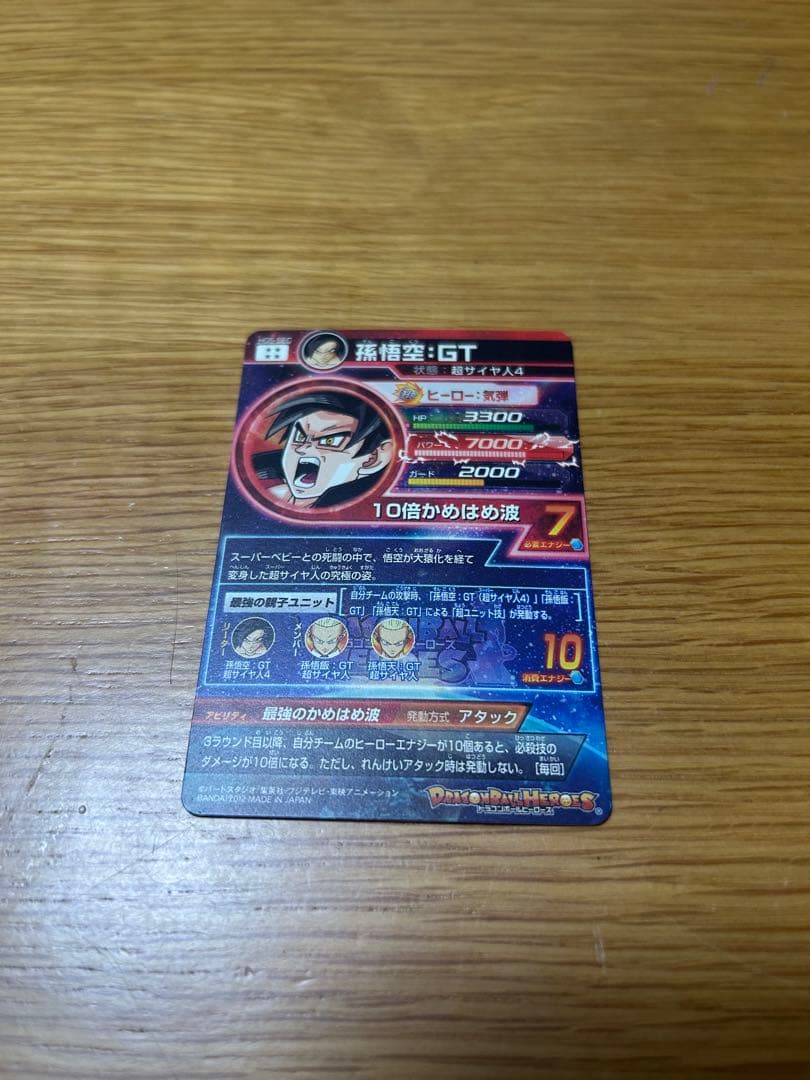 HG5-SEC
孫悟空:GT
状態:超サイヤ人4
ヒーロー:気弾
HP 3300
パワー 7000
ガード 2000
10倍かめはめ波 7
必要エナジー
スーパーベビーとの死闘の中で、悟空が大猿化を経て
変身した超サイヤ人の究極の姿。
最強の親子ユニット
自分チームの攻撃時、「孫悟空:GT(超サイヤ人4)」「孫悟飯:
GT」「孫悟天:GT」による「超ユニット技」が発動する。
リーダー
孫悟空:GT
超サイヤ人4
メンバー
孫悟飯:GT
超サイヤ人
孫悟天:GT
超サイヤ人
10
消費エナジー
アビリティ 最強のかめはめ波 発動方式 アタック
3ラウンド目以降、自分チームのヒーローエナジーが10個あると、必殺技の
ダメージが10倍になる。ただし、れんけいアタック時は発動しない。[毎回]
©バードスタジオ/集英社・フジテレビ・東映アニメーション
BANDAI/2012 MADE IN JAPAN
DRAGONBALL HEROES
ドラゴンボールヒーローズ